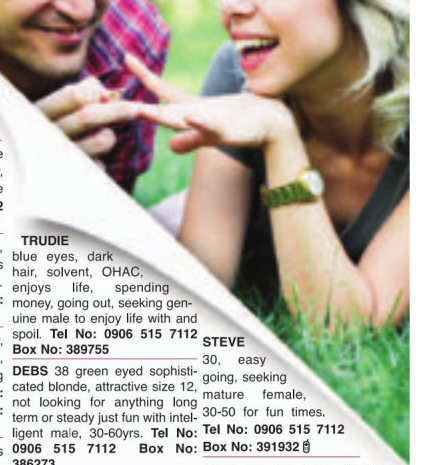 TRUDIE
blue eyes, dark
hair, solvent, OHAC,
enjoys life, spending
money, going out, seeking gen-
uine male to enjoy life with and
spoil. Tel No: 0906 515 7112
Box No: 389755
DEBS 38 green eyed sophisti-
cated blonde, attractive size 12,
not looking for anything long
term or steady just fun with intel-
ligent male, 30-60yrs. Tel No:
0906 515 7112 Box No:
386273
STEVE
30, easy
going, seeking
mature female,
30-50 for fun times.
Tel No: 0906 515 7112
Box No: 391932